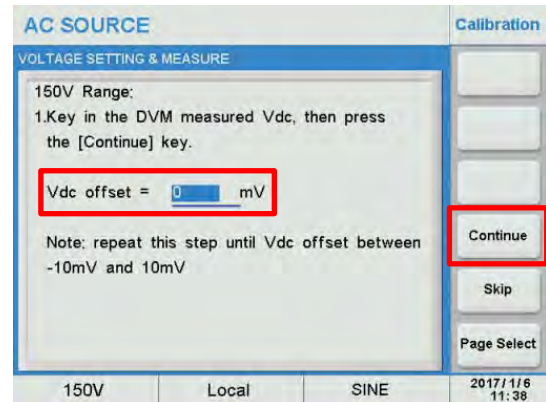 AC SOURCE
Calibration
VOLTAGE SETTING & MEASURE
150V Range;
1.Key in the DVM measured Vdc, then press
the [Continue] key.
Vdc offset = 0 mV
Note; repeat this step until Vdc offset between
-10mV and 10mV
Continue
Skip
Page Select
150V Local SINE 2017/1/6
11:38